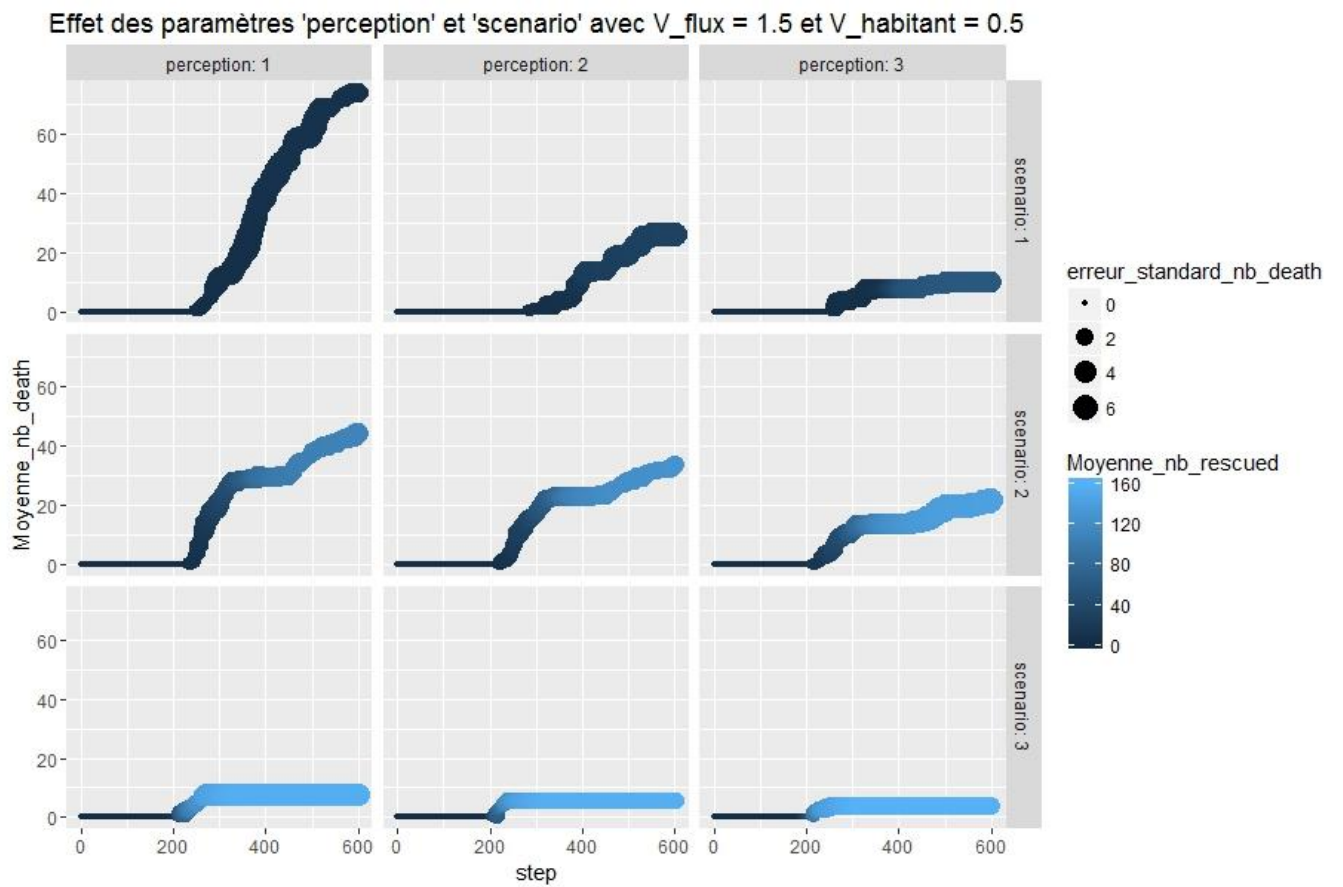 Effet des paramètres 'perception' et 'scenario' avec V_flux = 1.5 et V_habitant = 0.5
perception: 1 perception: 2 perception: 3
60
40
20
0
scenario: 1
60
40
20
0
scenario: 2
60
40
20
0
scenario: 3
Moyenne_nb_death
0 200 400 600 0 200 400 600 0 200 400 600
step
erreur_standard_nb_death
0
2
4
6
Moyenne_nb_rescued
160
120
80
40
0